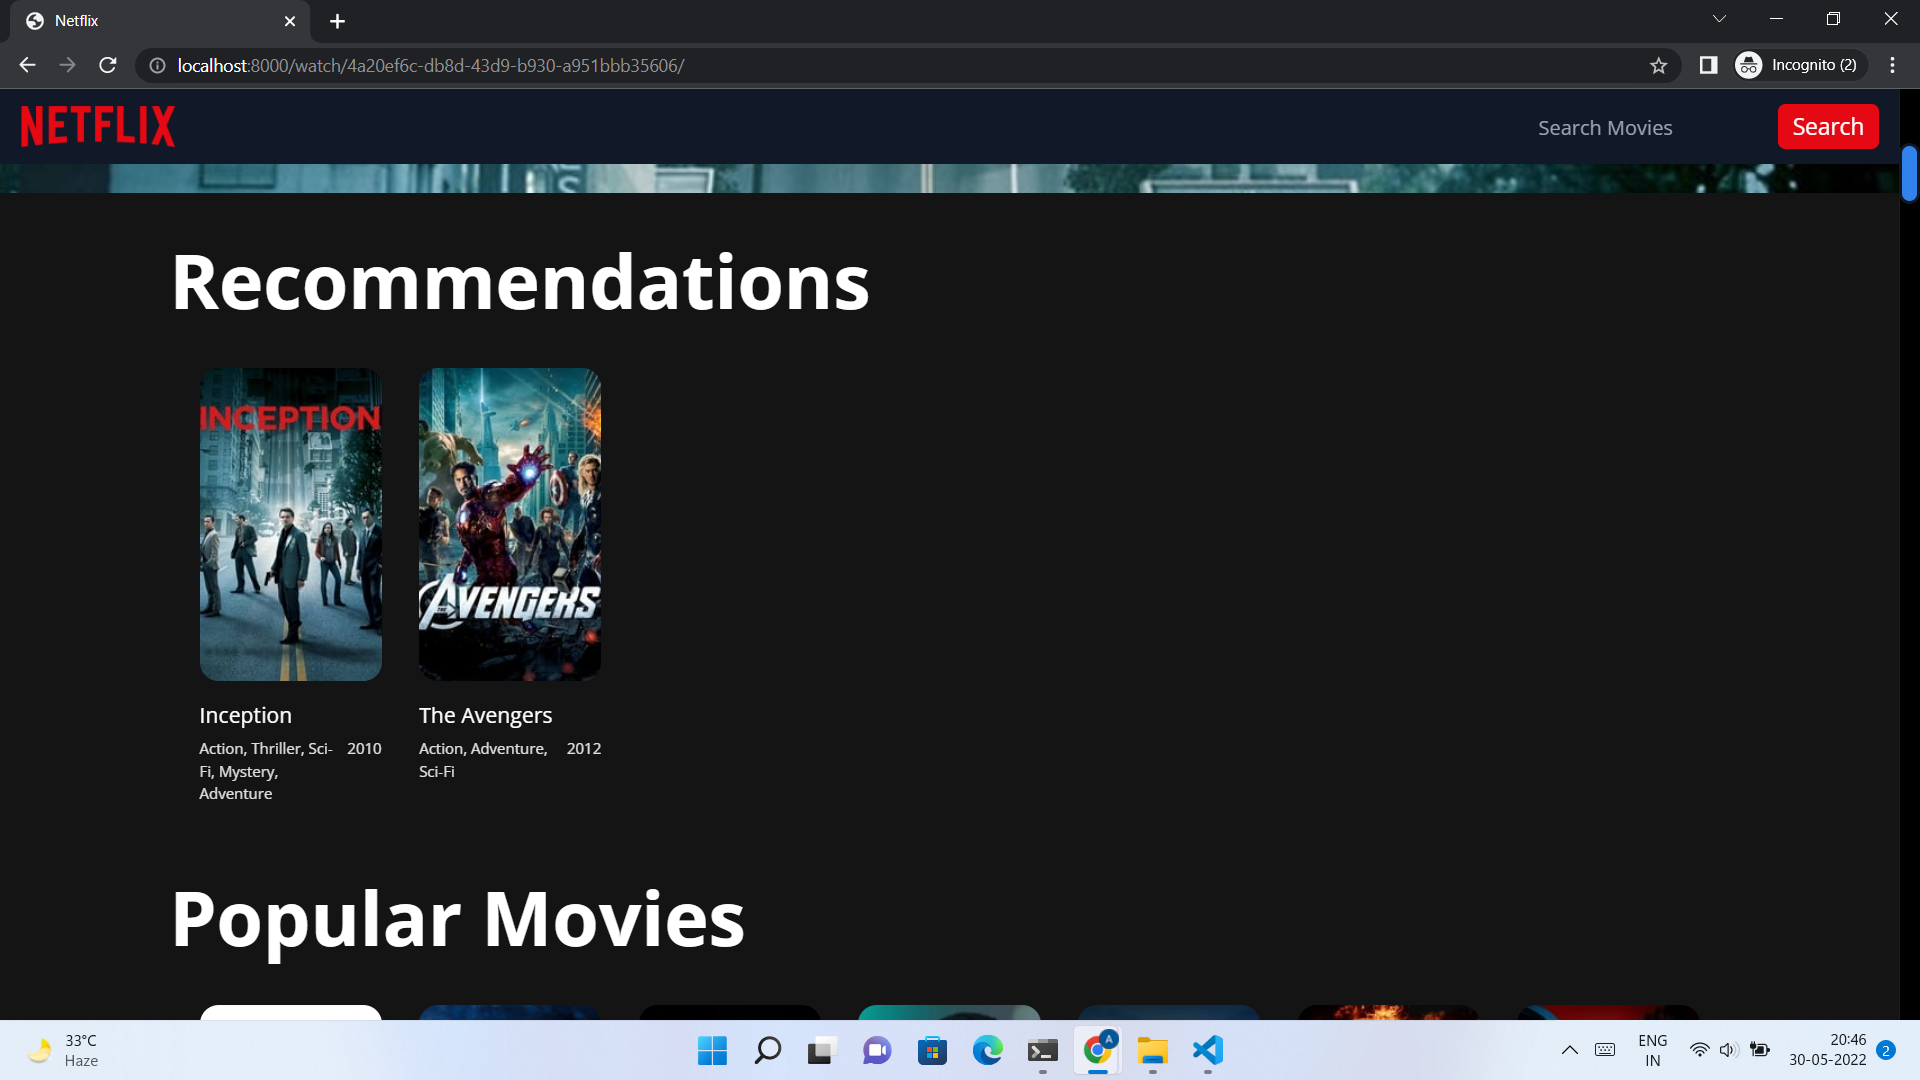 Netflix
localhost:8000/watch/4a20ef6c-db8d-43d9-b930-a951bbb35606/
Incognito (2)
NETFLIX
Search Movies
Search
Recommendations
INCEPTION
THE AVENGERS
Inception
The Avengers
Action, Thriller, Sci- 2010
Fi, Mystery,
Adventure
Action, Adventure, 2012
Sci-Fi
Popular Movies
33°C
Haze
A
ENG
IN
20:46
30-05-2022
2